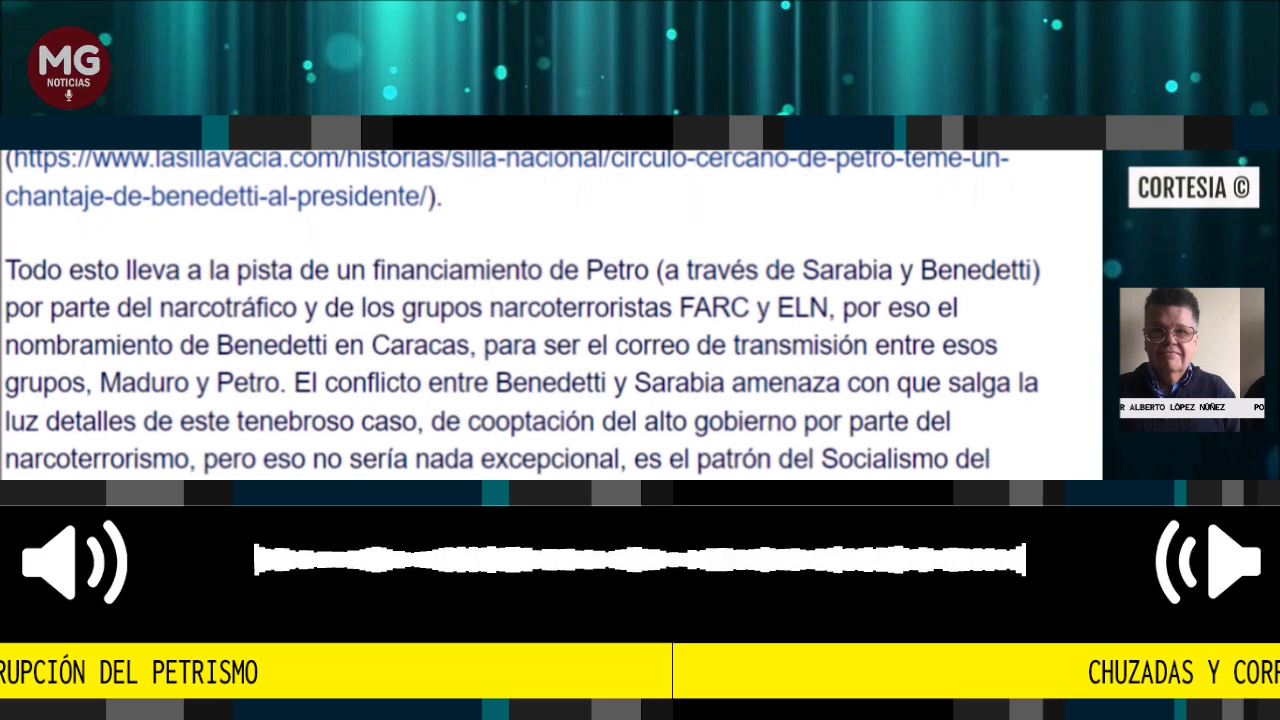 MG
NOTICIAS
(https://www.lasillavacia.com/historias/silla-nacional/circulo-cercano-de-petro-teme-un-
chantaje-de-benedetti-al-presidente/).
CORTESIA ©
Todo esto lleva a la pista de un financiamiento de Petro (a través de Sarabia y Benedetti)
por parte del narcotráfico y de los grupos narcoterroristas FARC y ELN, por eso el
nombramiento de Benedetti en Caracas, para ser el correo de transmisión entre esos
grupos, Maduro y Petro. El conflicto entre Benedetti y Sarabia amenaza con que salga la
luz detalles de este tenebroso caso, de cooptación del alto gobierno por parte del
narcoterrorismo, pero eso no sería nada excepcional, es el patrón del Socialismo del
R ALBERTO LÓPEZ NÚÑEZ PO
RUPCIÓN DEL PETRISMO
CHUZADAS Y CORR